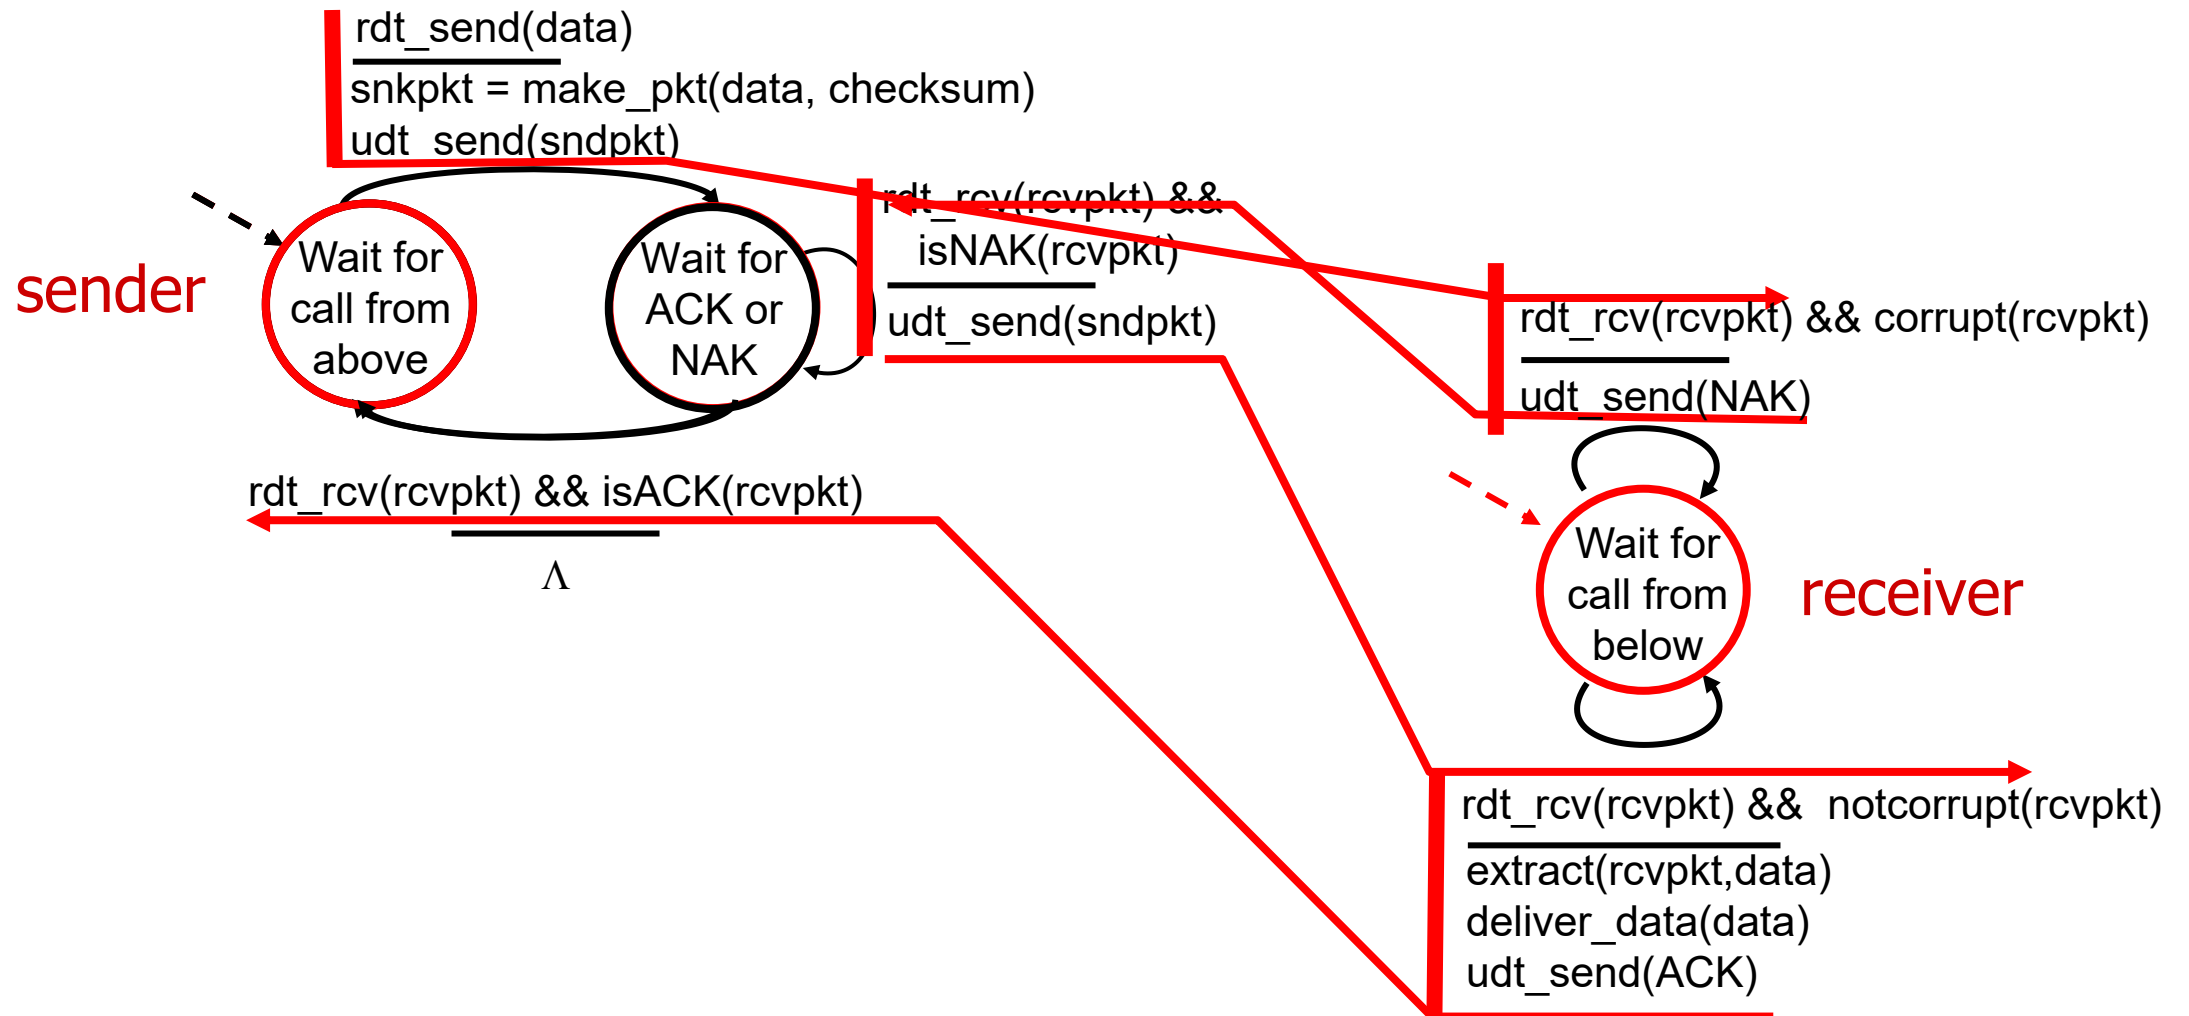 rdt_send(data)
snkpkt = make_pkt(data, checksum)
udt_send(sndpkt)
sender
Wait for
call from
above
Wait for
ACK or
NAK
rdt_rcv(rcvpkt) &&
isNAK(rcvpkt)
udt_send(sndpkt)
rdt_rcv(rcvpkt) && isACK(rcvpkt)
Λ
rdt_rcv(rcvpkt) && corrupt(rcvpkt)
udt_send(NAK)
Wait for
call from
below
receiver
rdt_rcv(rcvpkt) && notcorrupt(rcvpkt)
extract(rcvpkt,data)
deliver_data(data)
udt_send(ACK)